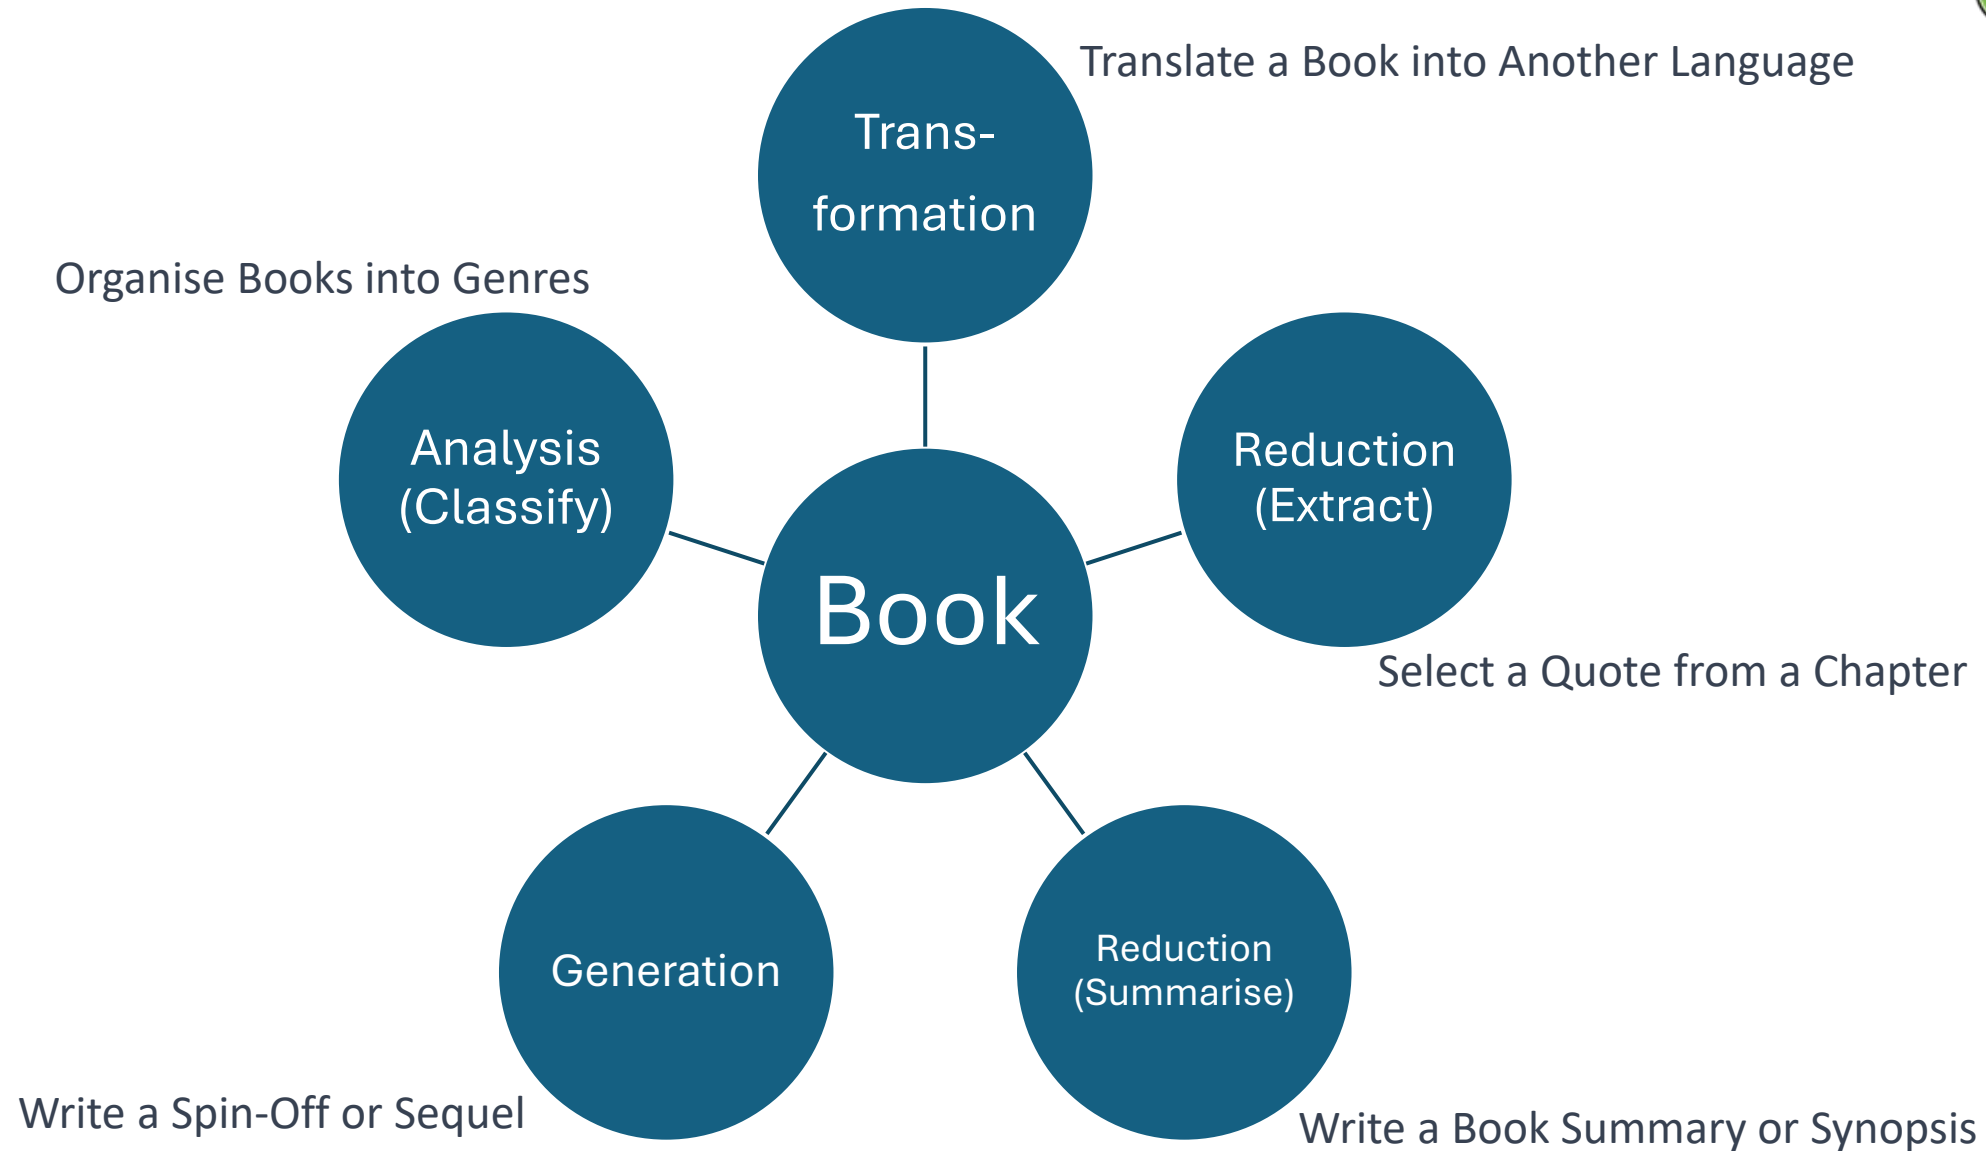 Translate a Book into Another Language
Trans-
formation
Organise Books into Genres
Analysis
(Classify)
Reduction
(Extract)
Book
Select a Quote from a Chapter
Generation
Reduction
(Summarise)
Write a Spin-Off or Sequel
Write a Book Summary or Synopsis